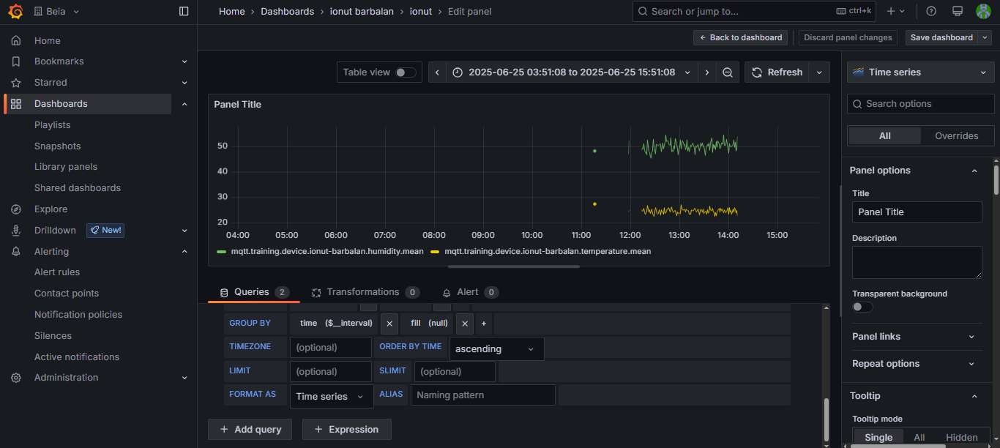 Beia
Home › Dashboards › ionut barbalan › ionut › Edit panel
Search or jump to...
ctrl+k
Back to dashboard
Discard panel changes
Save dashboard
Home
Bookmarks
Starred
Dashboards
Playlists
Snapshots
Library panels
Shared dashboards
Explore
Drilldown
New!
Alerting
Alert rules
Contact points
Notification policies
Silences
Active notifications
Administration
Table view
2025-06-25 03:51:08 to 2025-06-25 15:51:08
Refresh
Panel Title
50
40
30
20
04:00 05:00 06:00 07:00 08:00 09:00 10:00 11:00 12:00 13:00 14:00 15:00
mqtt.training.device.ionut-barbalan.humidity.mean mqtt.training.device.ionut-barbalan.temperature.mean
Queries 2 Transformations 0 Alert 0
GROUP BY time ($__interval) × fill (null) × +
TIMEZONE (optional) ORDER BY TIME ascending
LIMIT (optional) SLIMIT (optional)
FORMAT AS Time series ALIAS Naming pattern
+ Add query + Expression
Time series
Search options
All Overrides
Panel options
Title
Panel Title
Description
Transparent background
Panel links
Repeat options
Tooltip
Tooltip mode
Single All Hidden